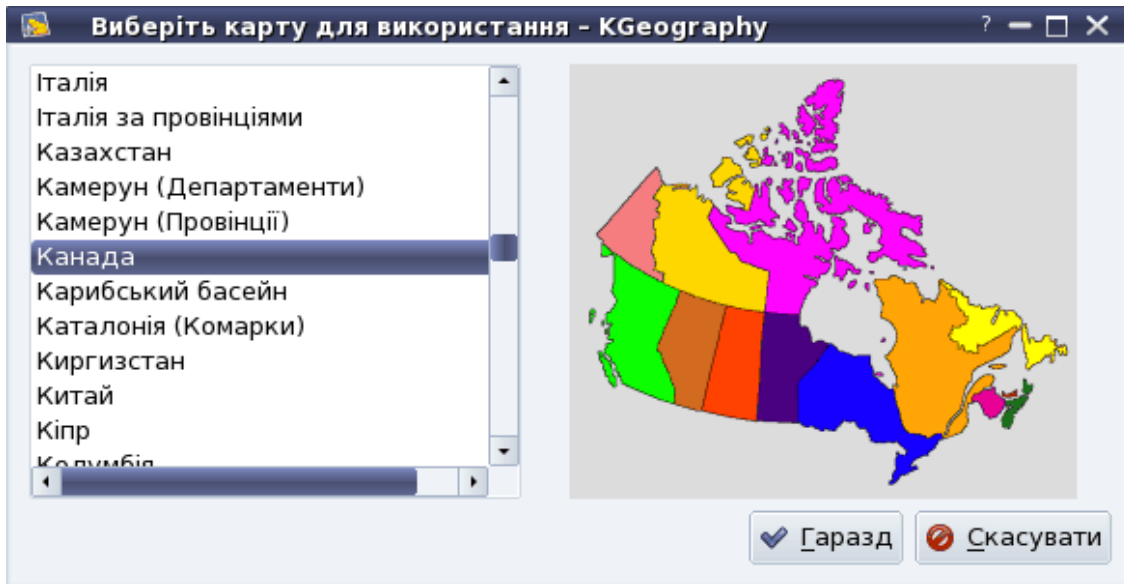 Виберіть карту для використання – KGeography
Італія
Італія за провінціями
Казахстан
Камерун (Департаменти)
Камерун (Провінції)
Канада
Карибський басейн
Каталонія (Комарки)
Киргизстан
Китай
Кіпр
Колумбія
Гаразд
Скасувати